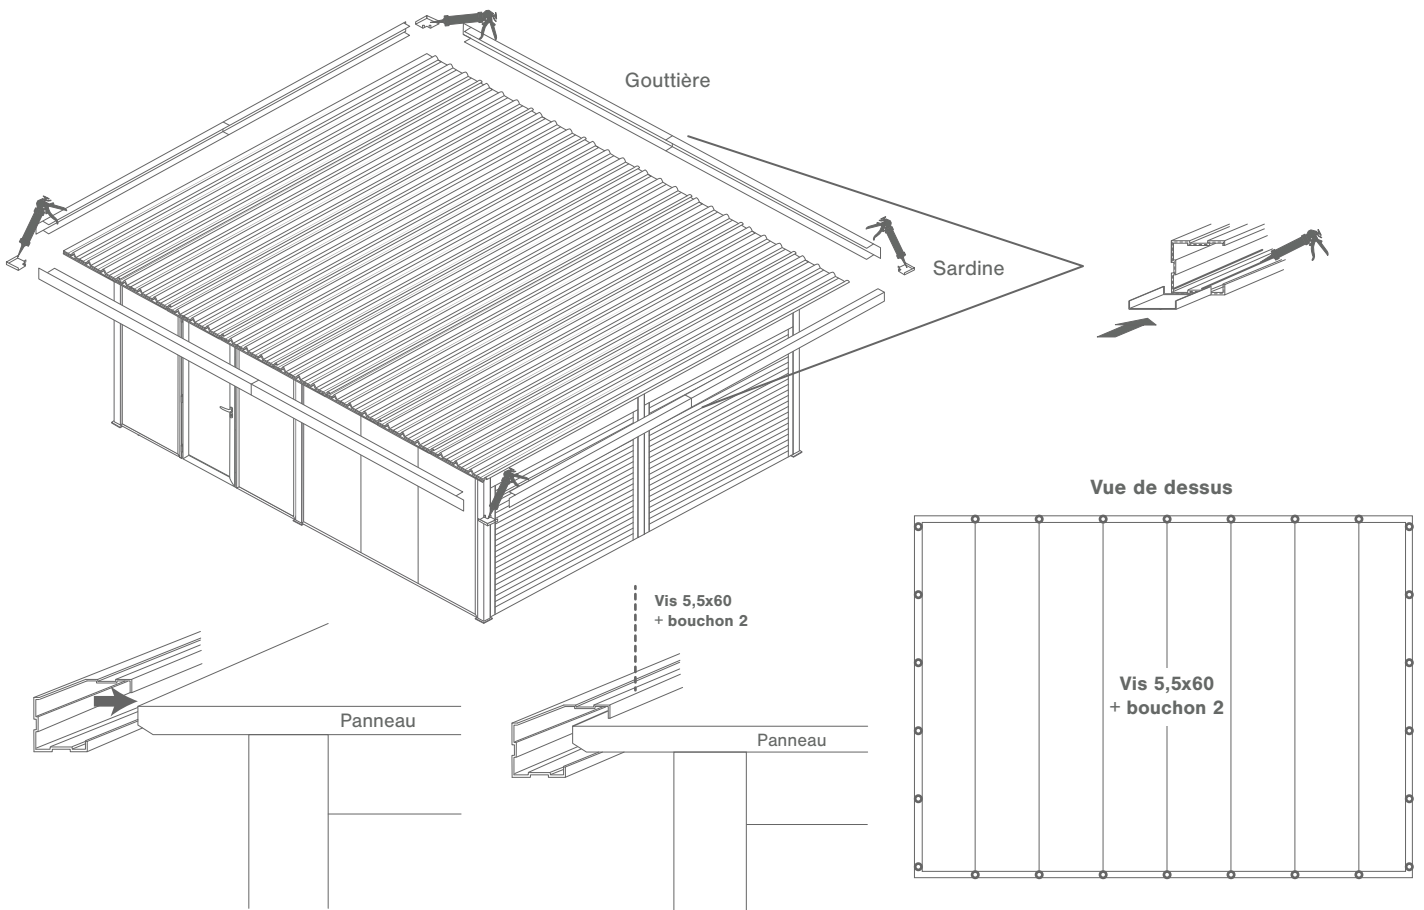 Gouttière
Sardine
Vue de dessus
Vis 5,5x60
+ bouchon 2
Vis 5,5x60
+ bouchon 2
Panneau
Panneau